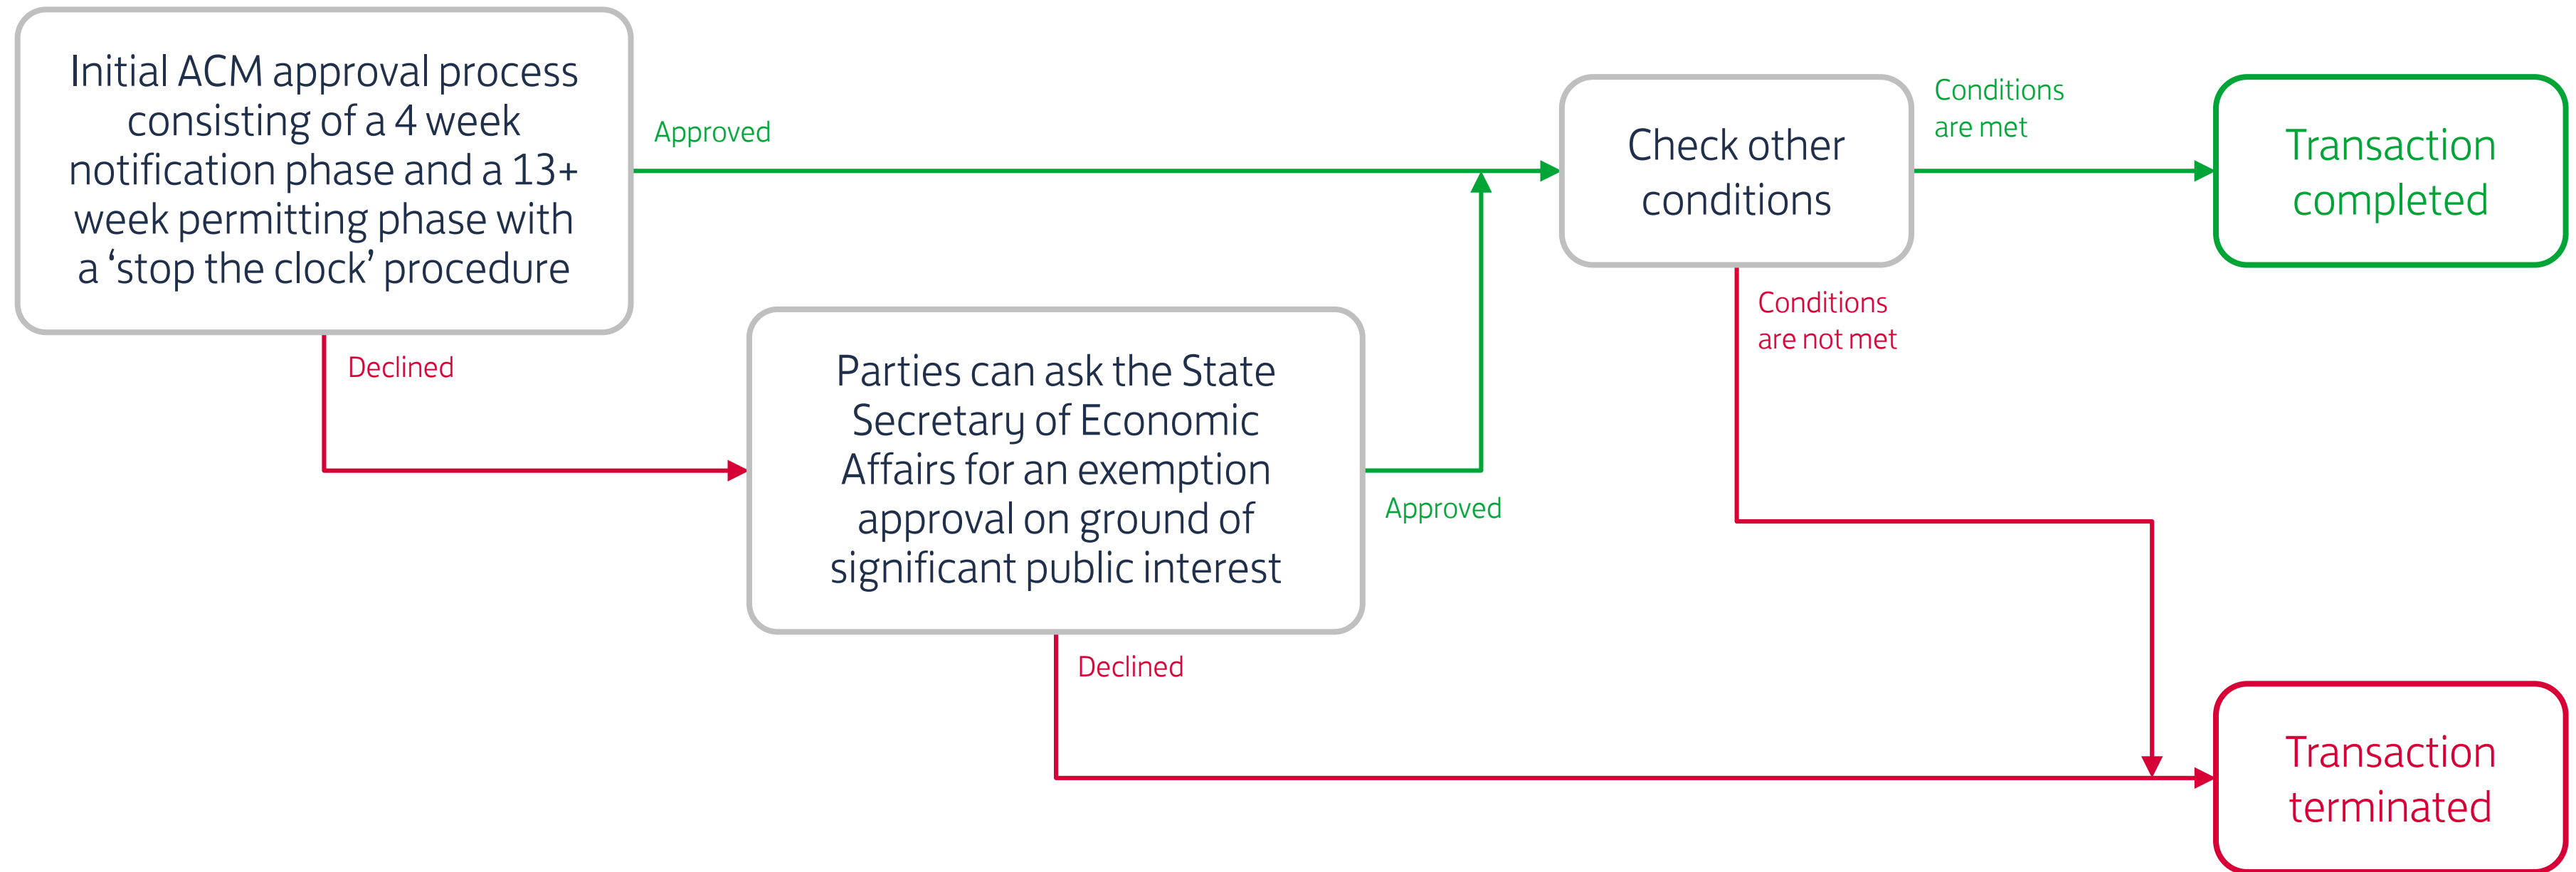 Initial ACM approval process
consisting of a 4 week
notification phase and a 13+
week permitting phase with
a ‘stop the clock’ procedure
Approved
Declined
Parties can ask the State
Secretary of Economic
Affairs for an exemption
approval on ground of
significant public interest
Approved
Declined
Check other
conditions
Conditions
are met
Conditions
are not met
Transaction
completed
Transaction
terminated